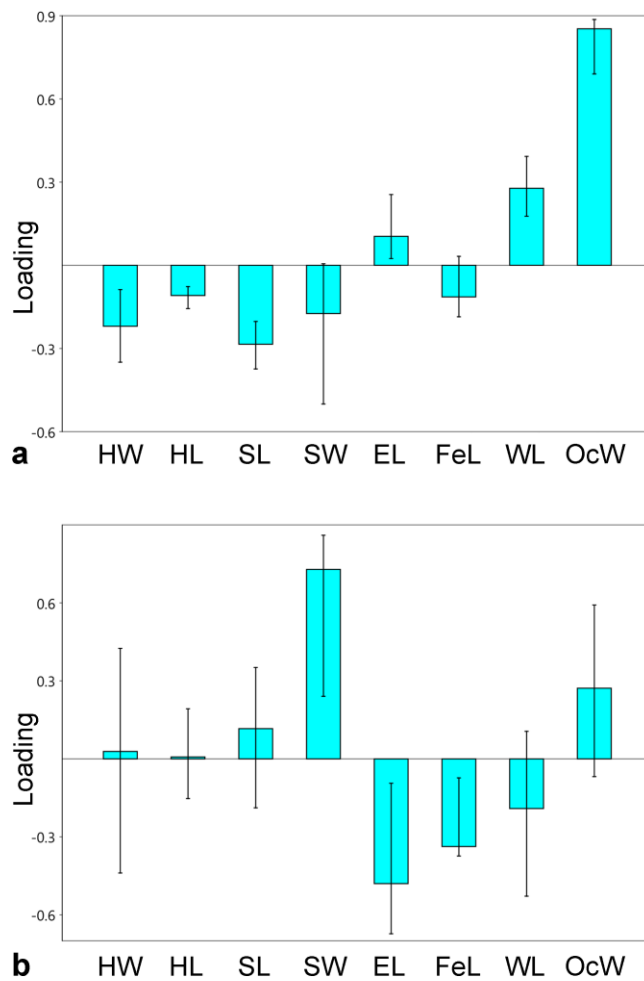 0.9
0.6
0.3
-0.3
-0.6
Loading
a
HW HL SL SW EL FeL WL OcW
0.6
0.3
-0.3
-0.6
Loading
b
HW HL SL SW EL FeL WL OcW